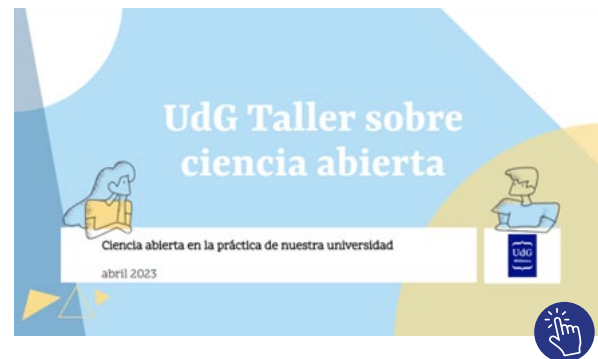 UdG Taller sobre
ciencia abierta
Ciencia abierta en la práctica de nuestra universidad
abril 2023
UdG